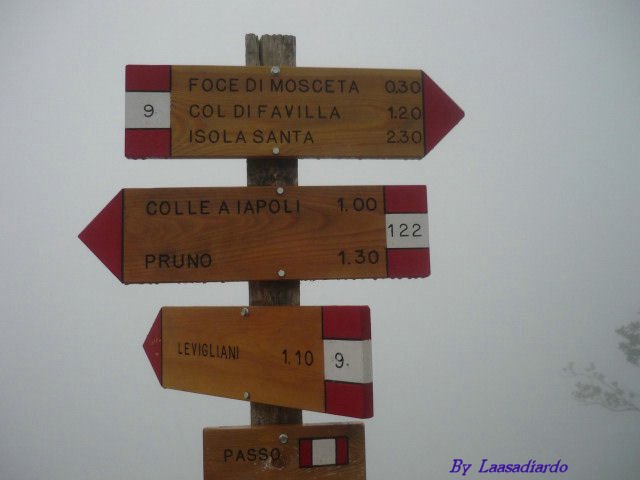 FOCE DI MOSCETA 0.30
9 COL DI FAVILLA 1.20
ISOLA SANTA 2.30
COLLE A IAPOLI 1.00
122
PRUNO 1.30
LEVIGLIANI 1.10 9.
PASSO
By Laasadiardo